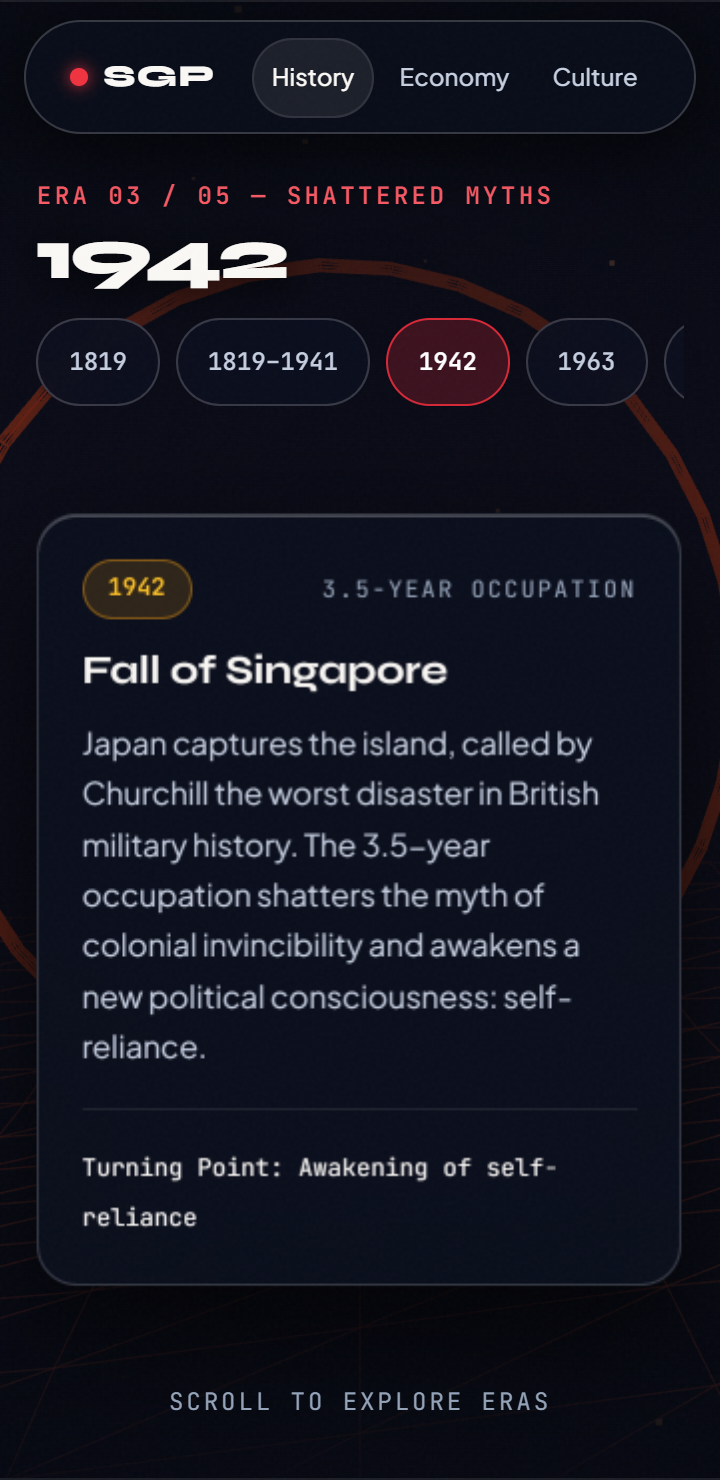 SGP History Economy Culture
ERA 03 / 05 — SHATTERED MYTHS
1942
1819 1819–1941 1942 1963
1942 3.5-YEAR OCCUPATION
Fall of Singapore
Japan captures the island, called by
Churchill the worst disaster in British
military history. The 3.5-year
occupation shatters the myth of
colonial invincibility and awakens a
new political consciousness: self-
reliance.
Turning Point: Awakening of self-
reliance
SCROLL TO EXPLORE ERAS